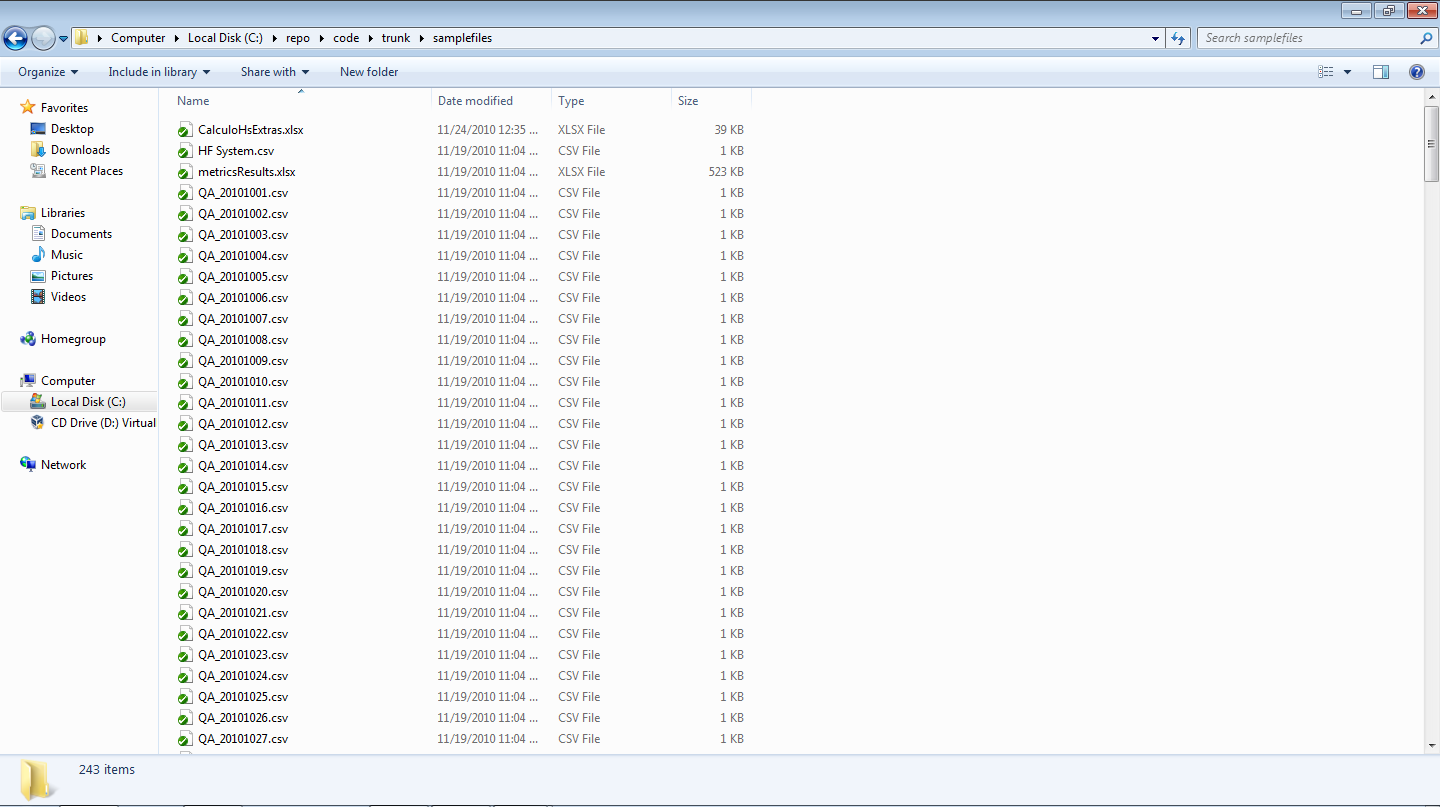 Computer Local Disk (C:) repo code trunk samplefiles Search samplefiles
Organize Include in library Share with New folder
Favorites
Desktop
Downloads
Recent Places
Libraries
Documents
Music
Pictures
Videos
Homegroup
Computer
Local Disk (C:)
CD Drive (D:) Virtual
Network
Name Date modified Type Size
CalculoHsExtras.xlsx 11/24/2010 12:35 ... XLSX File 39 KB
HF System.csv 11/19/2010 11:04 ... CSV File 1 KB
metricsResults.xlsx 11/19/2010 11:04 ... XLSX File 523 KB
QA_20101001.csv 11/19/2010 11:04 ... CSV File 1 KB
QA_20101002.csv 11/19/2010 11:04 ... CSV File 1 KB
QA_20101003.csv 11/19/2010 11:04 ... CSV File 1 KB
QA_20101004.csv 11/19/2010 11:04 ... CSV File 1 KB
QA_20101005.csv 11/19/2010 11:04 ... CSV File 1 KB
QA_20101006.csv 11/19/2010 11:04 ... CSV File 1 KB
QA_20101007.csv 11/19/2010 11:04 ... CSV File 1 KB
QA_20101008.csv 11/19/2010 11:04 ... CSV File 1 KB
QA_20101009.csv 11/19/2010 11:04 ... CSV File 1 KB
QA_20101010.csv 11/19/2010 11:04 ... CSV File 1 KB
QA_20101011.csv 11/19/2010 11:04 ... CSV File 1 KB
QA_20101012.csv 11/19/2010 11:04 ... CSV File 1 KB
QA_20101013.csv 11/19/2010 11:04 ... CSV File 1 KB
QA_20101014.csv 11/19/2010 11:04 ... CSV File 1 KB
QA_20101015.csv 11/19/2010 11:04 ... CSV File 1 KB
QA_20101016.csv 11/19/2010 11:04 ... CSV File 1 KB
QA_20101017.csv 11/19/2010 11:04 ... CSV File 1 KB
QA_20101018.csv 11/19/2010 11:04 ... CSV File 1 KB
QA_20101019.csv 11/19/2010 11:04 ... CSV File 1 KB
QA_20101020.csv 11/19/2010 11:04 ... CSV File 1 KB
QA_20101021.csv 11/19/2010 11:04 ... CSV File 1 KB
QA_20101022.csv 11/19/2010 11:04 ... CSV File 1 KB
QA_20101023.csv 11/19/2010 11:04 ... CSV File 1 KB
QA_20101024.csv 11/19/2010 11:04 ... CSV File 1 KB
QA_20101025.csv 11/19/2010 11:04 ... CSV File 1 KB
QA_20101026.csv 11/19/2010 11:04 ... CSV File 1 KB
QA_20101027.csv 11/19/2010 11:04 ... CSV File 1 KB
243 items